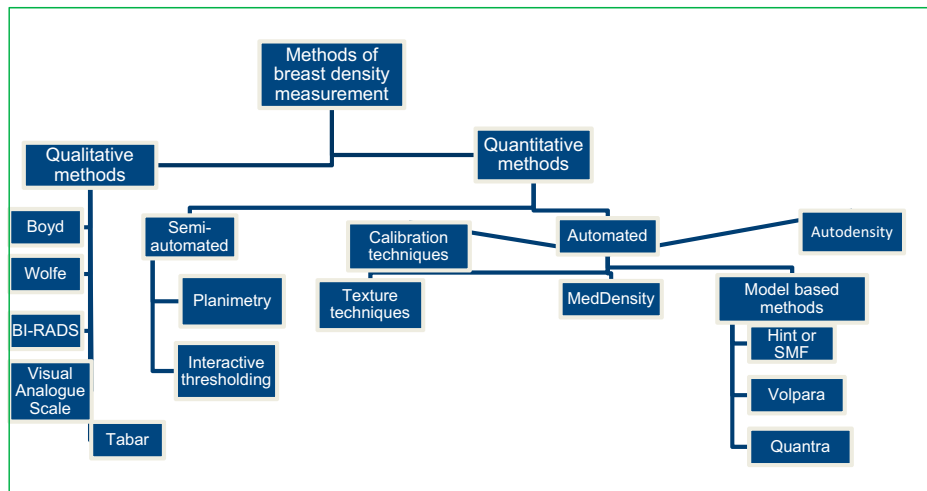 Methods of
breast density
measurement
Qualitative
methods
Quantitative
methods
Boyd
Wolfe
BI-RADS
Visual
Analogue
Scale
Tabar
Semi-
automated
Planimetry
Interactive
thresholding
Automated
Calibration
techniques
Autodensity
Texture
techniques
MedDensity
Model based
methods
Hint or
SMF
Volpara
Quantra